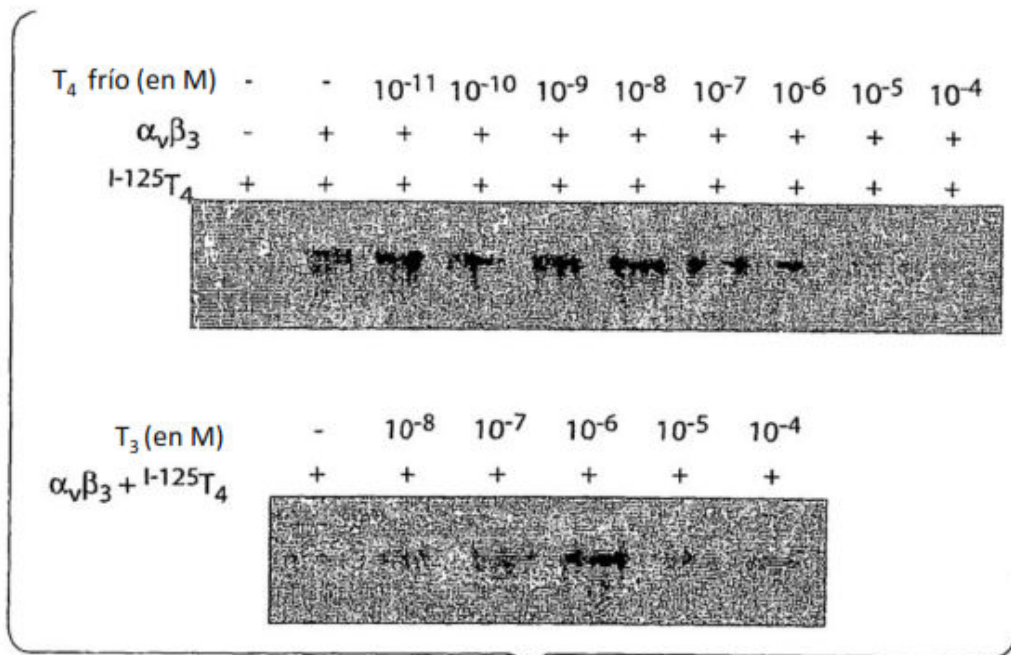 T₄ frío (en M) - - 10⁻¹¹ 10⁻¹⁰ 10⁻⁹ 10⁻⁸ 10⁻⁷ 10⁻⁶ 10⁻⁵ 10⁻⁴
αᵥβ₃ - + + + + + + + + +
I-125T₄ + + + + + + + + + +
T₃ (en M) - 10⁻⁸ 10⁻⁷ 10⁻⁶ 10⁻⁵ 10⁻⁴
αᵥβ₃ + I-125T₄ + + + + + +